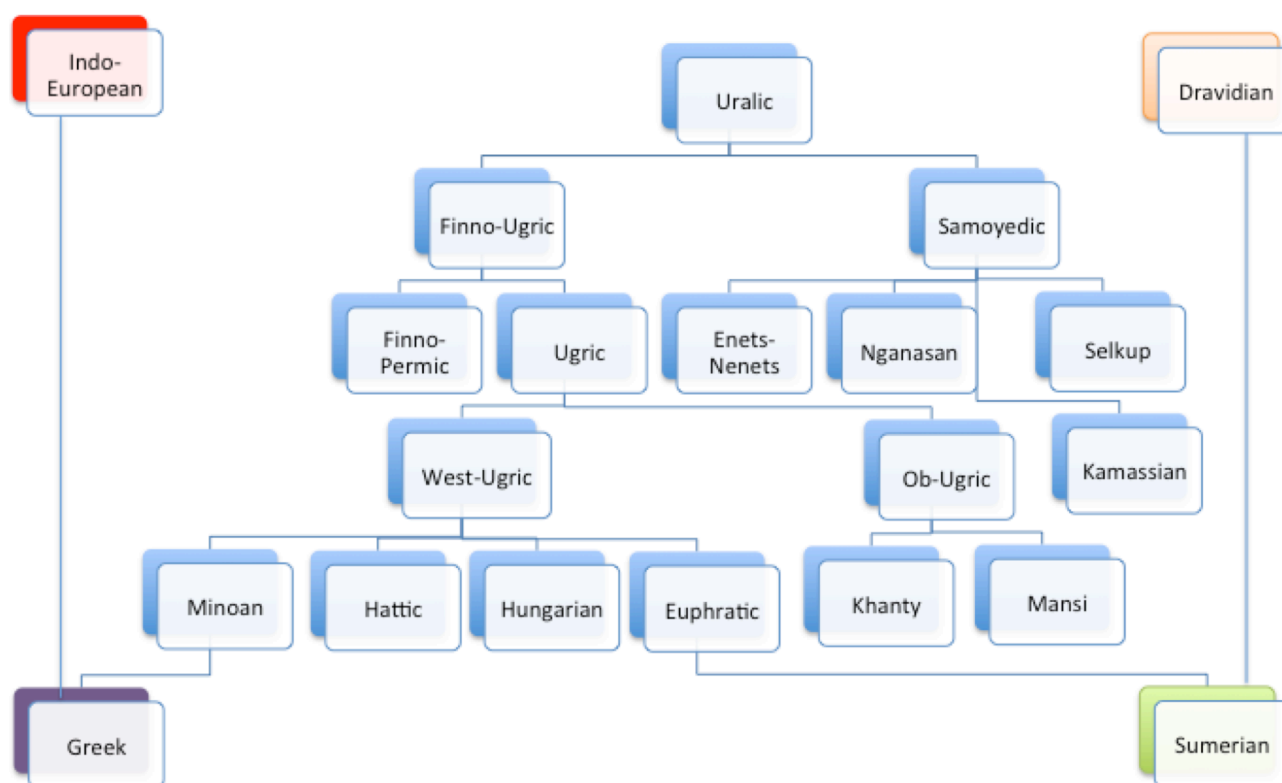 Indo-
European
Uralic
Dravidian
Finno-Ugric
Samoyedic
Finno-
Permic
Ugric
Enets-
Nenets
Nganasan
Selkup
West-Ugric
Ob-Ugric
Kamassian
Minoan
Hattic
Hungarian
Euphratic
Khanty
Mansi
Greek
Sumerian